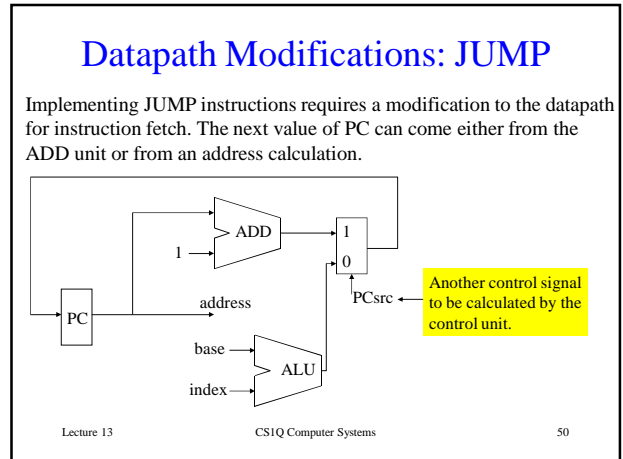 Datapath Modifications: JUMP
Implementing JUMP instructions requires a modification to the datapath
for instruction fetch. The next value of PC can come either from the
ADD unit or from an address calculation.
ADD
1
1
0
PC
address
PCsrc
Another control signal
to be calculated by the
control unit.
base
ALU
index
Lecture 13
CS1Q Computer Systems
50